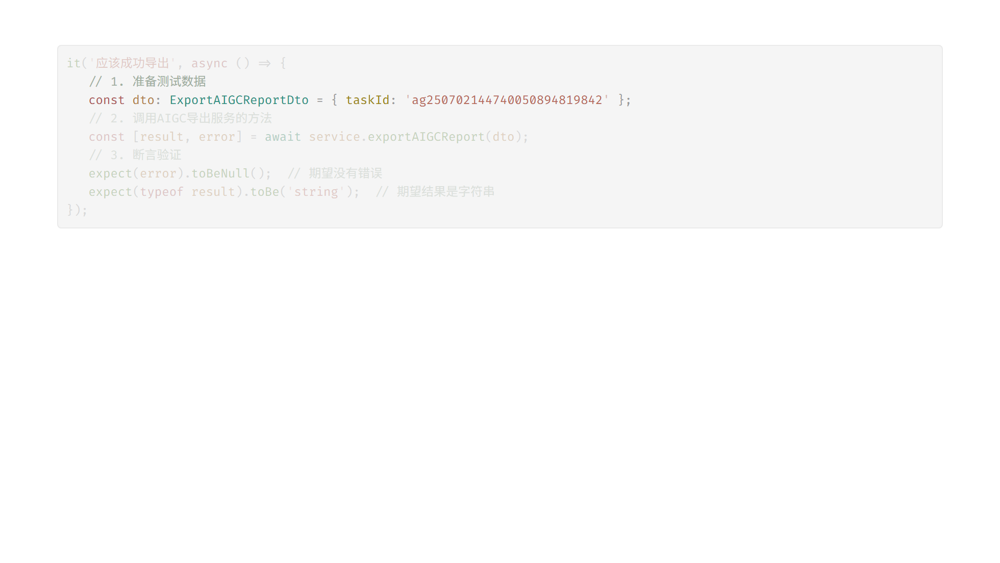 it('应该成功导出', async () => {
   // 1. 准备测试数据
   const dto: ExportAIGCReportDto = { taskId: 'ag250702144740050894819842' };
   // 2. 调用AIGC导出服务的方法
   const [result, error] = await service.exportAIGCReport(dto);
   // 3. 断言验证
   expect(error).toBeNull();  // 期望没有错误
   expect(typeof result).toBe('string');  // 期望结果是字符串
});